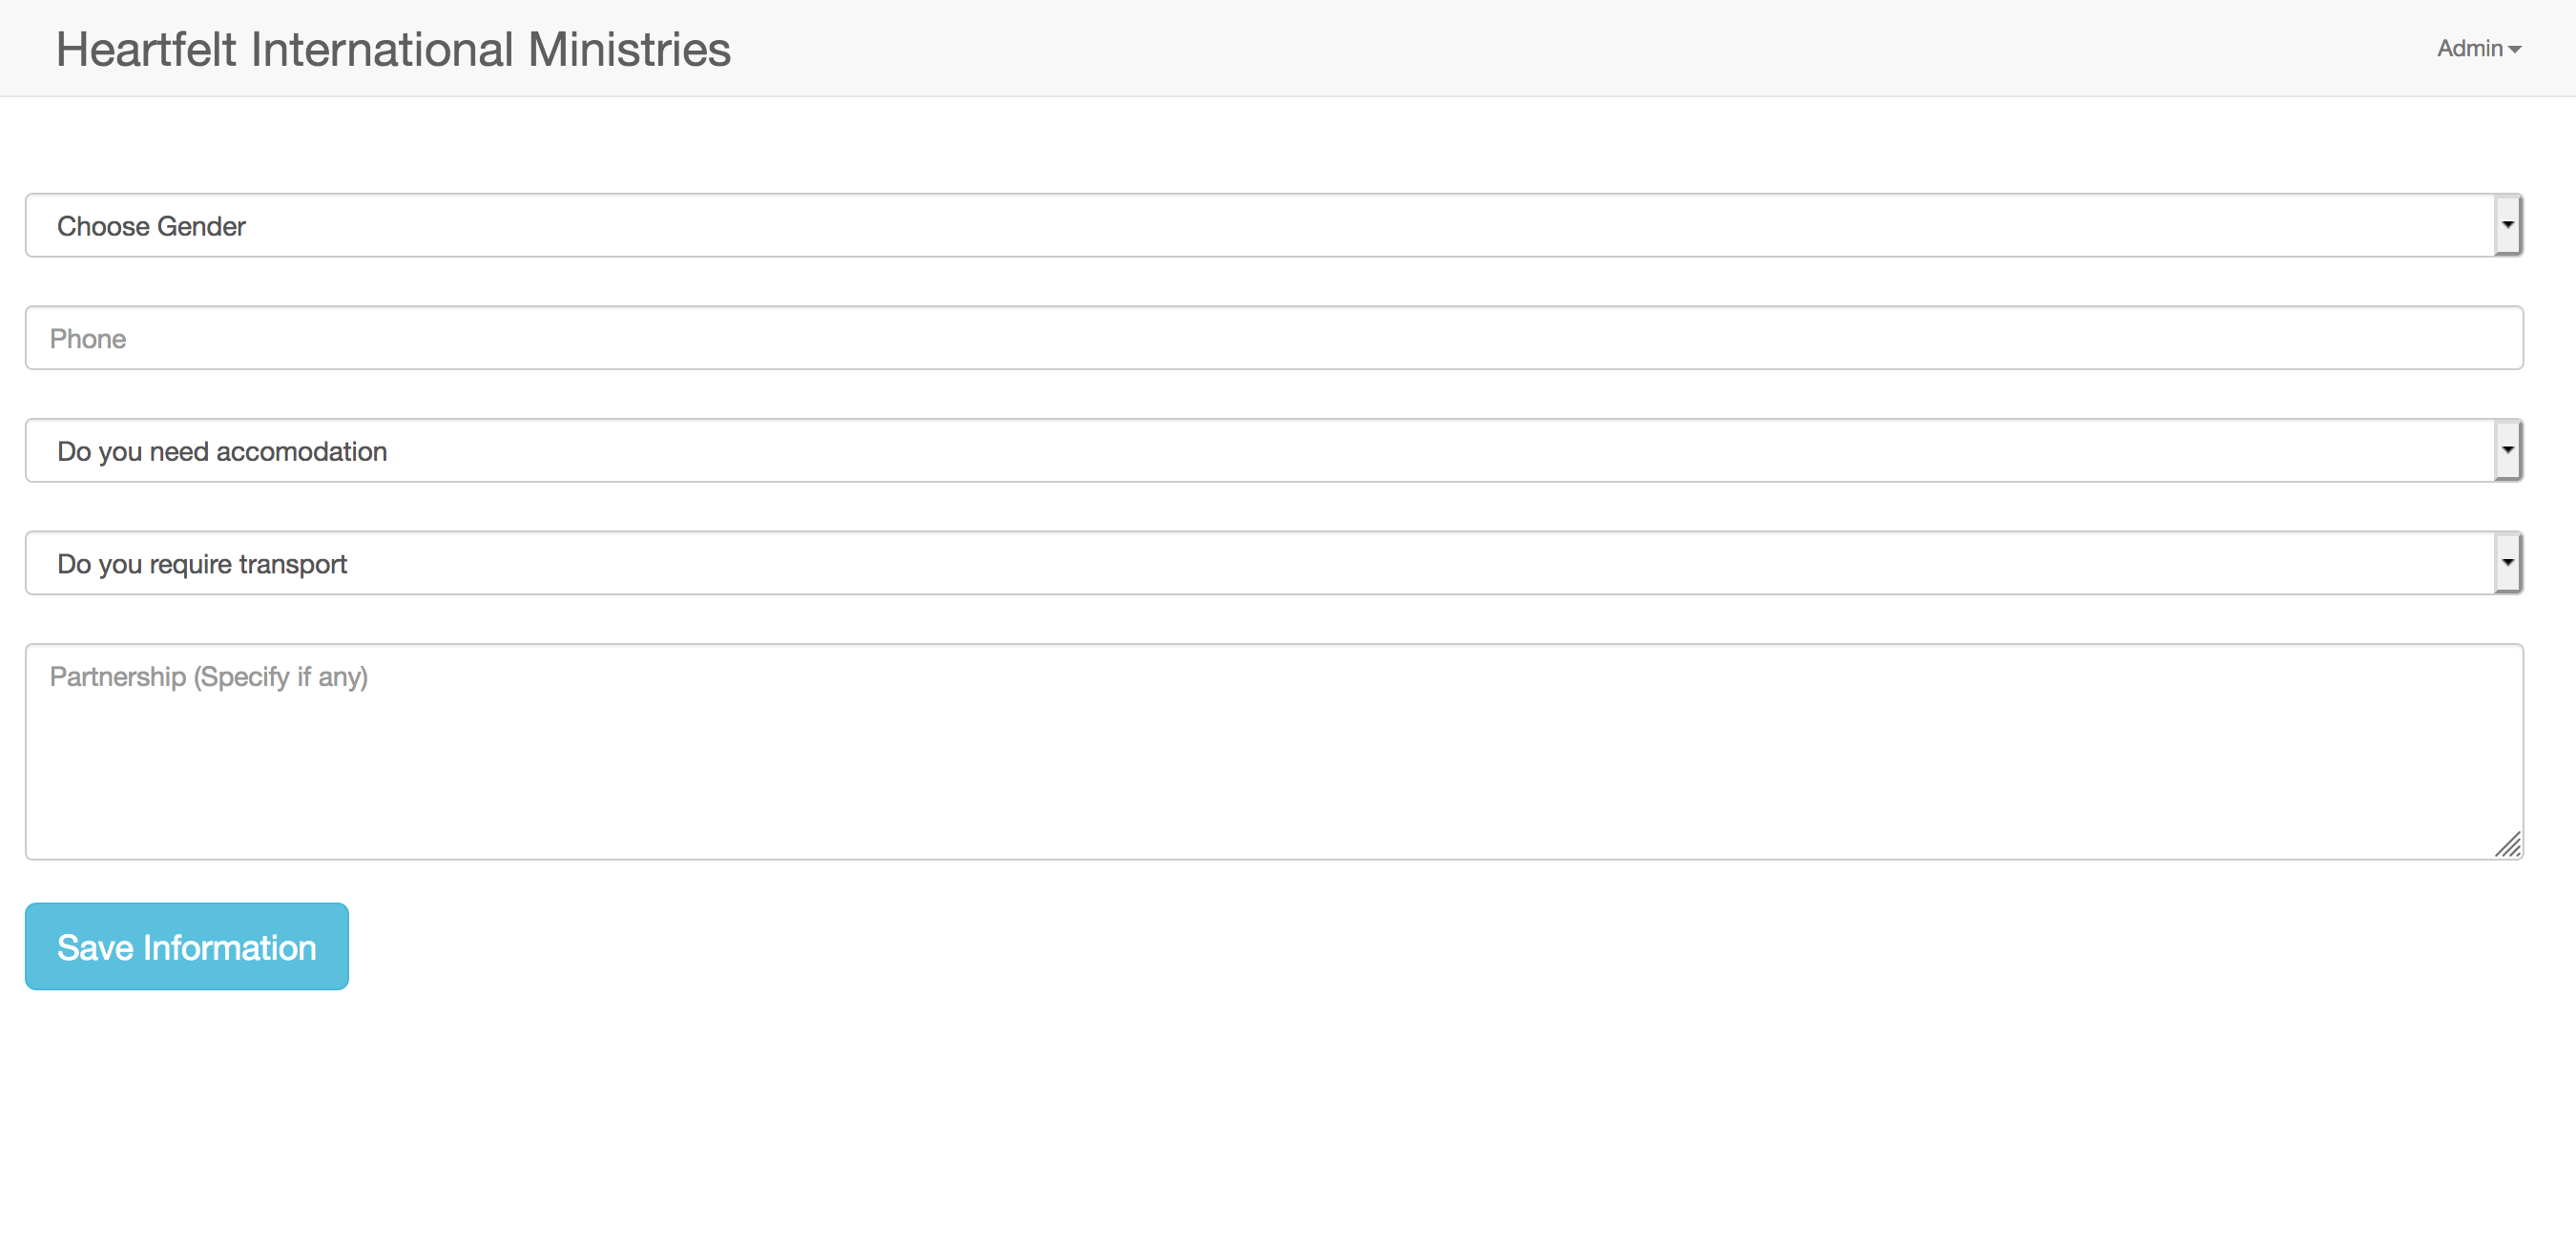 Heartfelt International Ministries
Admin
Choose Gender
Phone
Do you need accomodation
Do you require transport
Partnership (Specify if any)
Save Information